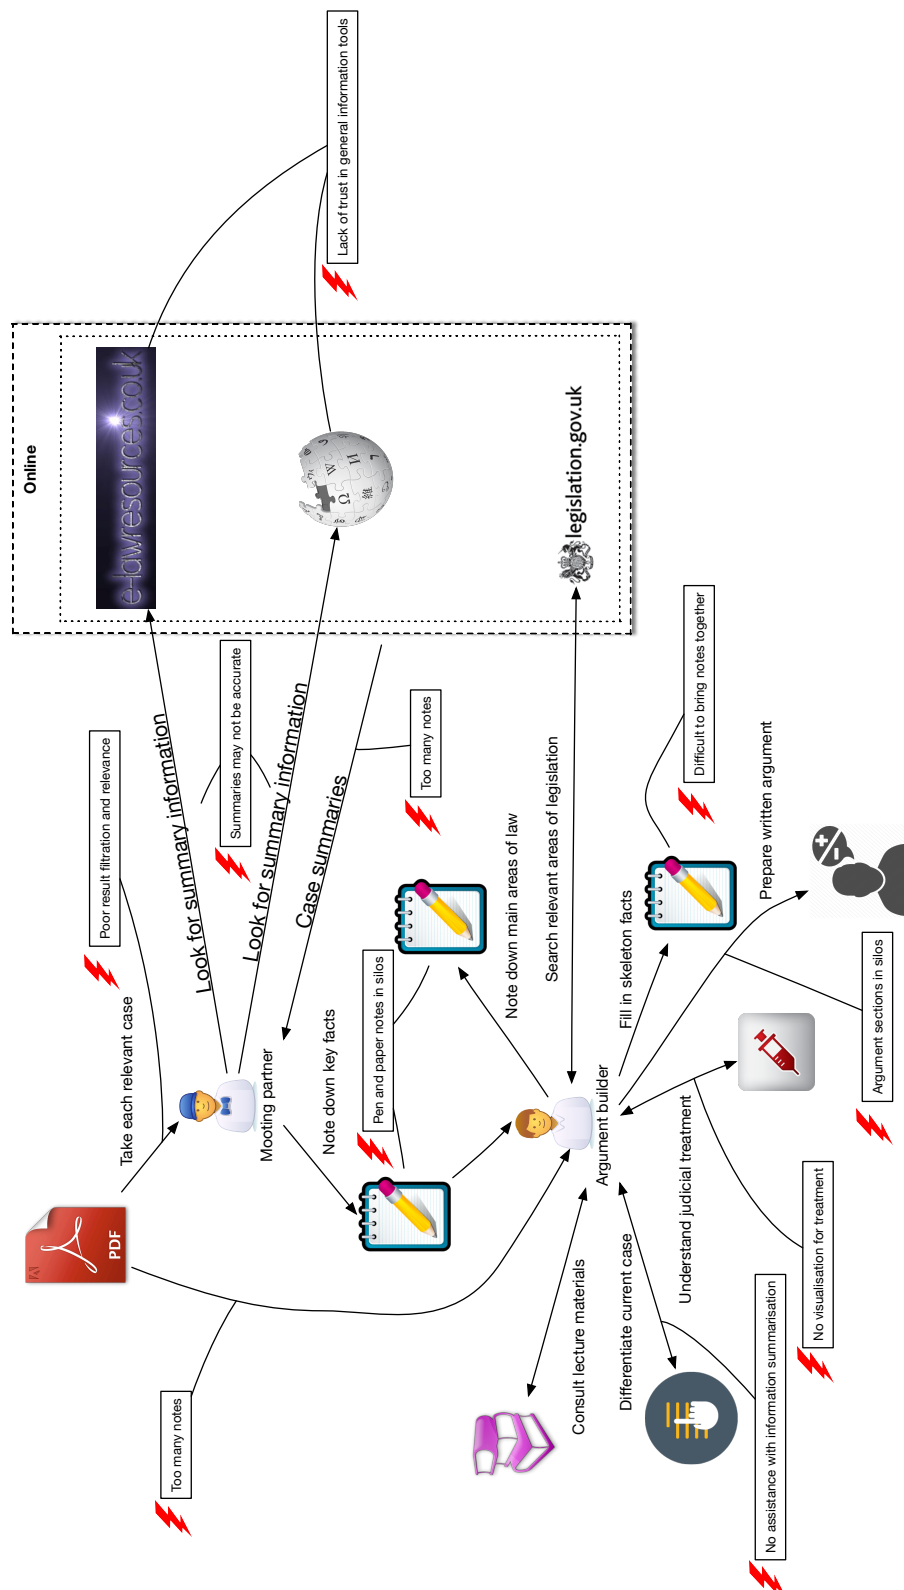 Online
PDF
Poor result filtration and relevance
Take each relevant case
e-lawresources.co.uk
Too many notes
Look for summary information
Summaries may not be accurate
Mooting partner
Look for summary information
Note down key facts
Case summaries
Lack of trust in general information tools
Pen and paper notes in silos
Too many notes
Note down main areas of law
Search relevant areas of legislation
legislation.gov.uk
Consult lecture materials
Argument builder
Differentiate current case
Fill in skeleton facts
Understand judicial treatment
Difficult to bring notes together
Prepare written argument
No assistance with information summarisation
No visualisation for treatment
Argument sections in silos